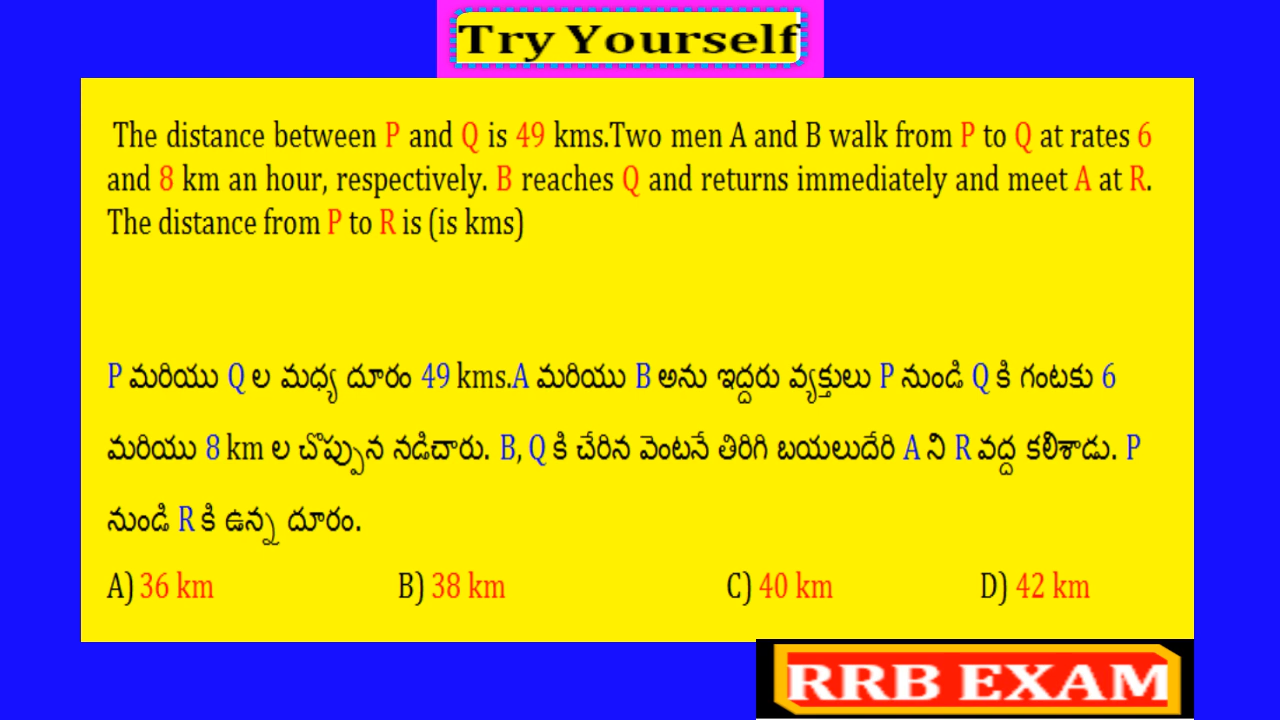 Try Yourself
The distance between P and Q is 49 kms.Two men A and B walk from P to Q at rates 6
and 8 km an hour, respectively. B reaches Q and returns immediately and meet A at R.
The distance from P to R is (is kms)
P మరియు Q ల మధ్య దూరం 49 kms.A మరియు B అను ఇద్దరు వ్యక్తులు P నుండి Q కి గంటకు 6
మరియు 8 km ల చొప్పున నడిచారు. B, Q కి చేరిన వెంటనే తిరిగి బయలుదేరి A ని R వద్ద కలిశాడు. P
నుండి R కి ఉన్న దూరం.
A) 36 km B) 38 km C) 40 km D) 42 km
RRB EXAM